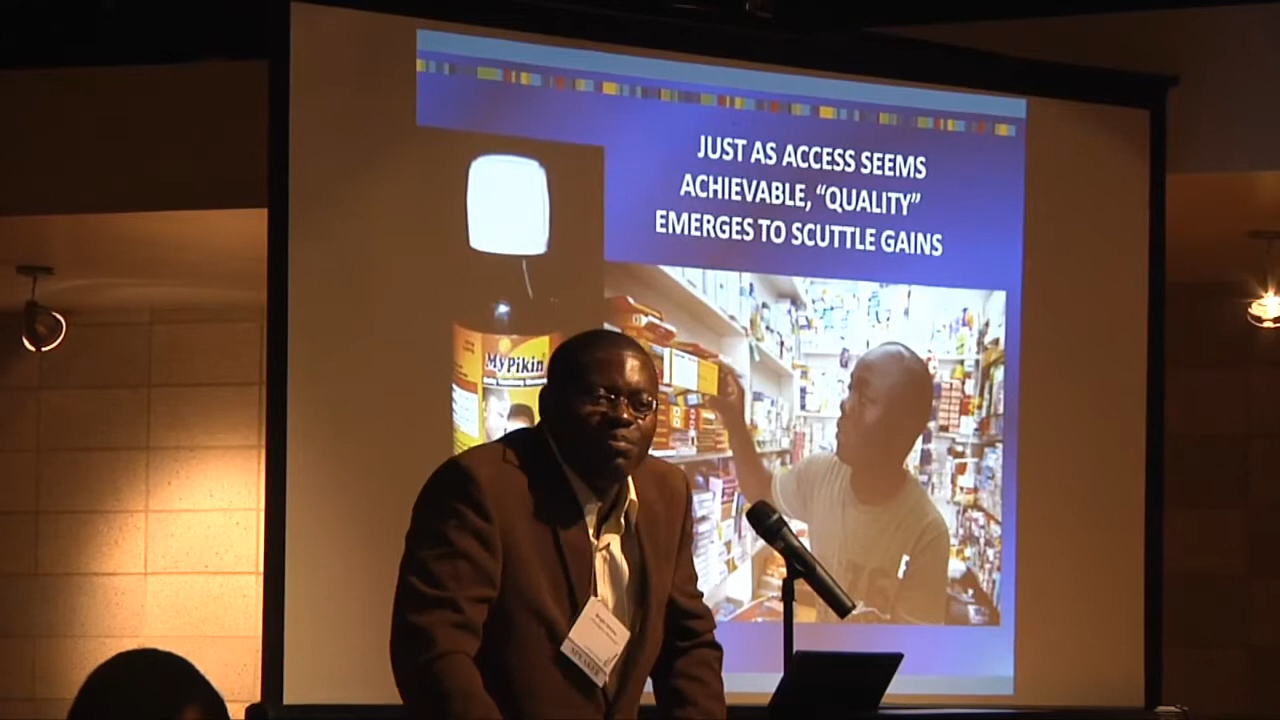 JUST AS ACCESS SEEMS
ACHIEVABLE, “QUALITY”
EMERGES TO SCUTTLE GAINS
MyPikin
SPEAKER